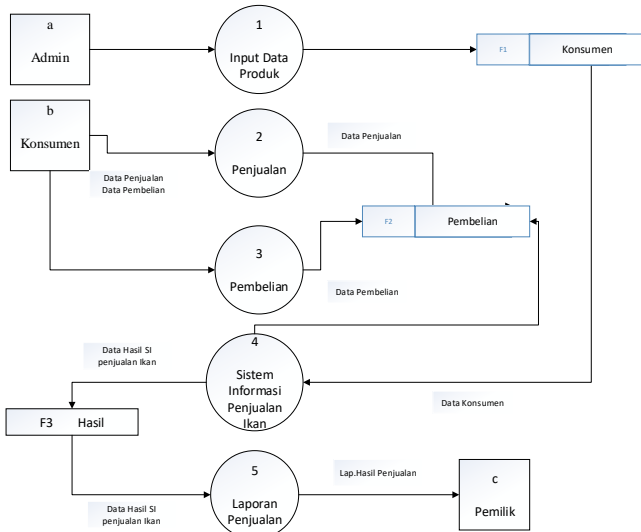 a
Admin
1
Input Data
Produk
F1
Konsumen
b
Konsumen
2
Penjualan
Data Penjualan
Data Penjualan
Data Pembelian
F2
Pembelian
3
Pembelian
Data Pembelian
4
Sistem
Informasi
Penjualan
Ikan
Data Hasil SI
penjualan Ikan
Data Konsumen
F3 Hasil
5
Laporan
Penjualan
Lap.Hasil Penjualan
c
Pemilik
Data Hasil SI
penjualan Ikan